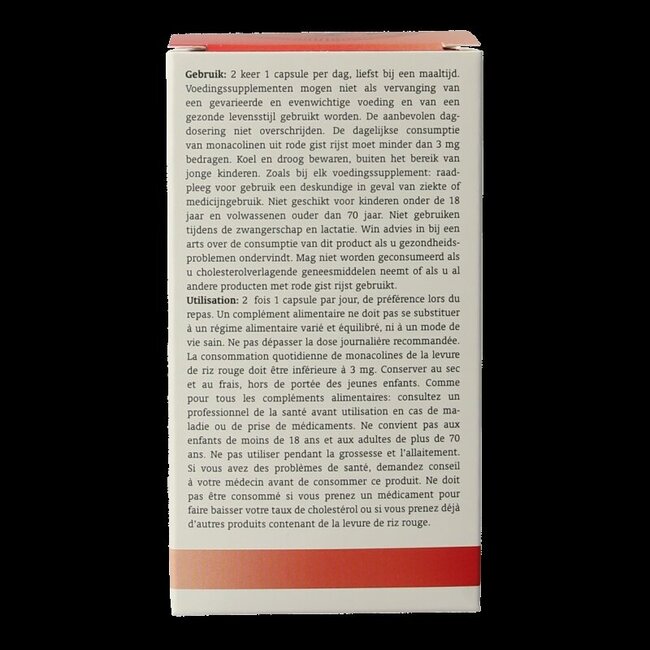 Gebruik: 2 keer 1 capsule per dag, liefst bij een maaltijd.
Voedingssupplementen mogen niet als vervanging van
een gevarieerde en evenwichtige voeding en van een
gezonde levensstijl gebruikt worden. De aanbevolen dag-
dosering niet overschrijden. De dagelijkse consumptie
van monacolinen uit rode gist rijst moet minder dan 3 mg
bedragen. Koel en droog bewaren, buiten het bereik van
jonge kinderen. Zoals bij elk voedingssupplement: raad-
pleeg voor gebruik een deskundige in geval van ziekte of
medicijngebruik. Niet geschikt voor kinderen onder de 18
jaar en volwassenen ouder dan 70 jaar. Niet gebruiken
tijdens de zwangerschap en lactatie. Win advies in bij een
arts over de consumptie van dit product als u gezondheids-
problemen ondervindt. Mag niet worden geconsumeerd als
u cholesterolverlagende geneesmiddelen neemt of als u al
andere producten met rode gist rijst gebruikt.
Utilisation: 2 fois 1 capsule par jour, de préférence lors du
repas. Un complément alimentaire ne doit pas se substituer
à un régime alimentaire varié et équilibré, ni à un mode de
vie sain. Ne pas dépasser la dose journalière recommandée.
La consommation quotidienne de monacolines de la levure
de riz rouge doit être inférieure à 3 mg. Conserver au sec
et au frais, hors de portée des jeunes enfants. Comme
pour tous les compléments alimentaires: consultez un
professionnel de la santé avant utilisation en cas de ma-
ladie ou de prise de médicaments. Ne convient pas aux
enfants de moins de 18 ans et aux adultes de plus de 70
ans. Ne pas utiliser pendant la grossesse et l'allaitement.
Si vous avez des problèmes de santé, demandez conseil
à votre médecin avant de consommer ce produit. Ne doit
pas être consommé si vous prenez un médicament pour
faire baisser votre taux de cholestérol ou si vous prenez déjà
d'autres produits contenant de la levure de riz rouge.